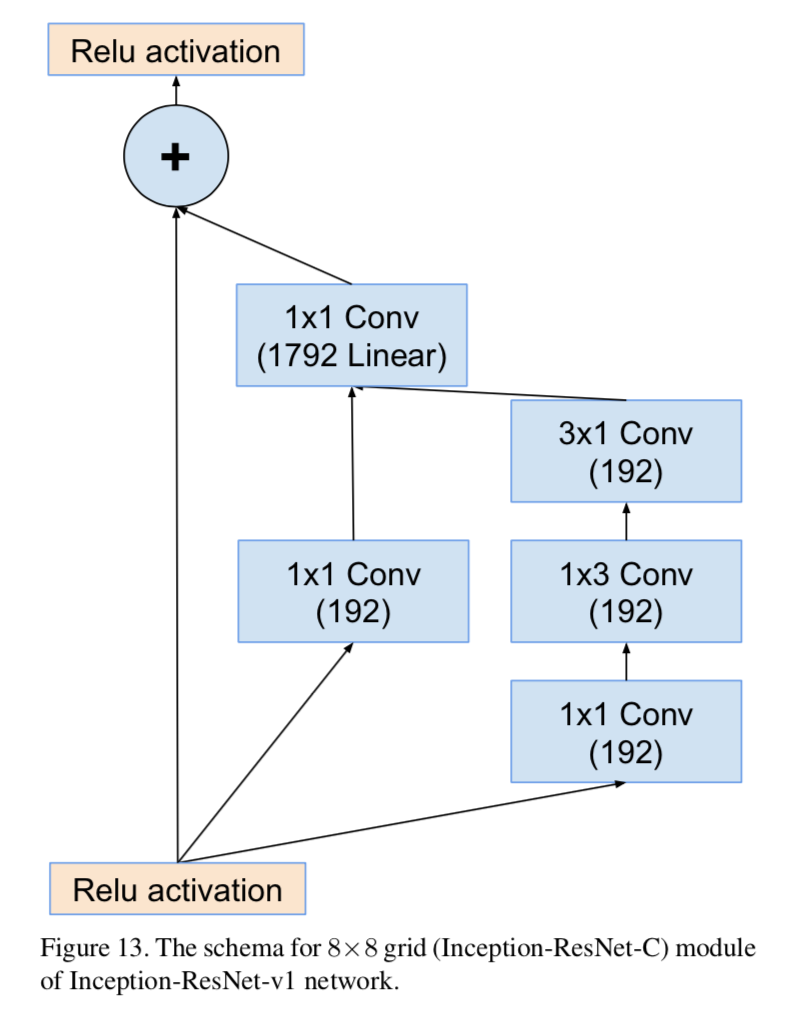 Relu activation
+
1x1 Conv
(1792 Linear)
3x1 Conv
(192)
1x1 Conv
(192)
1x3 Conv
(192)
1x1 Conv
(192)
Relu activation
Figure 13. The schema for 8×8 grid (Inception-ResNet-C) module
of Inception-ResNet-v1 network.